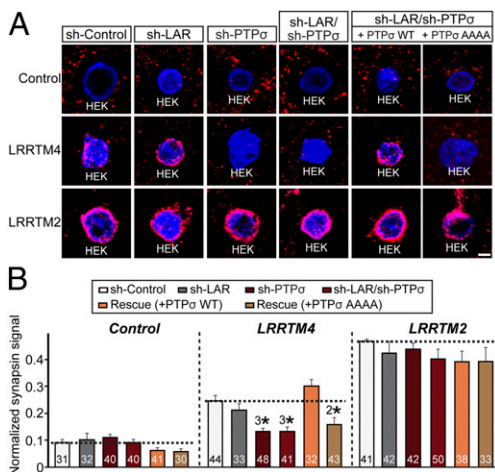 A
sh-Control sh-LAR sh-PTPσ sh-LAR/ sh-PTPσ sh-LAR/sh-PTPσ
+ PTPσ WT + PTPσ AAAA
Control HEK HEK HEK HEK HEK HEK
LRRTM4 HEK HEK HEK HEK HEK HEK
LRRTM2 HEK HEK HEK HEK HEK HEK
B
sh-Control sh-LAR sh-PTPσ sh-LAR/sh-PTPσ
Rescue (+PTPσ WT) Rescue (+PTPσ AAAA)
Control LRRTM4 LRRTM2
Normalized synapsin signal
0.4
0.3
0.2
0.1
0
3* 3* 2*
31 32 40 40 41 30 44 33 48 41 32 43 41 42 42 50 38 33